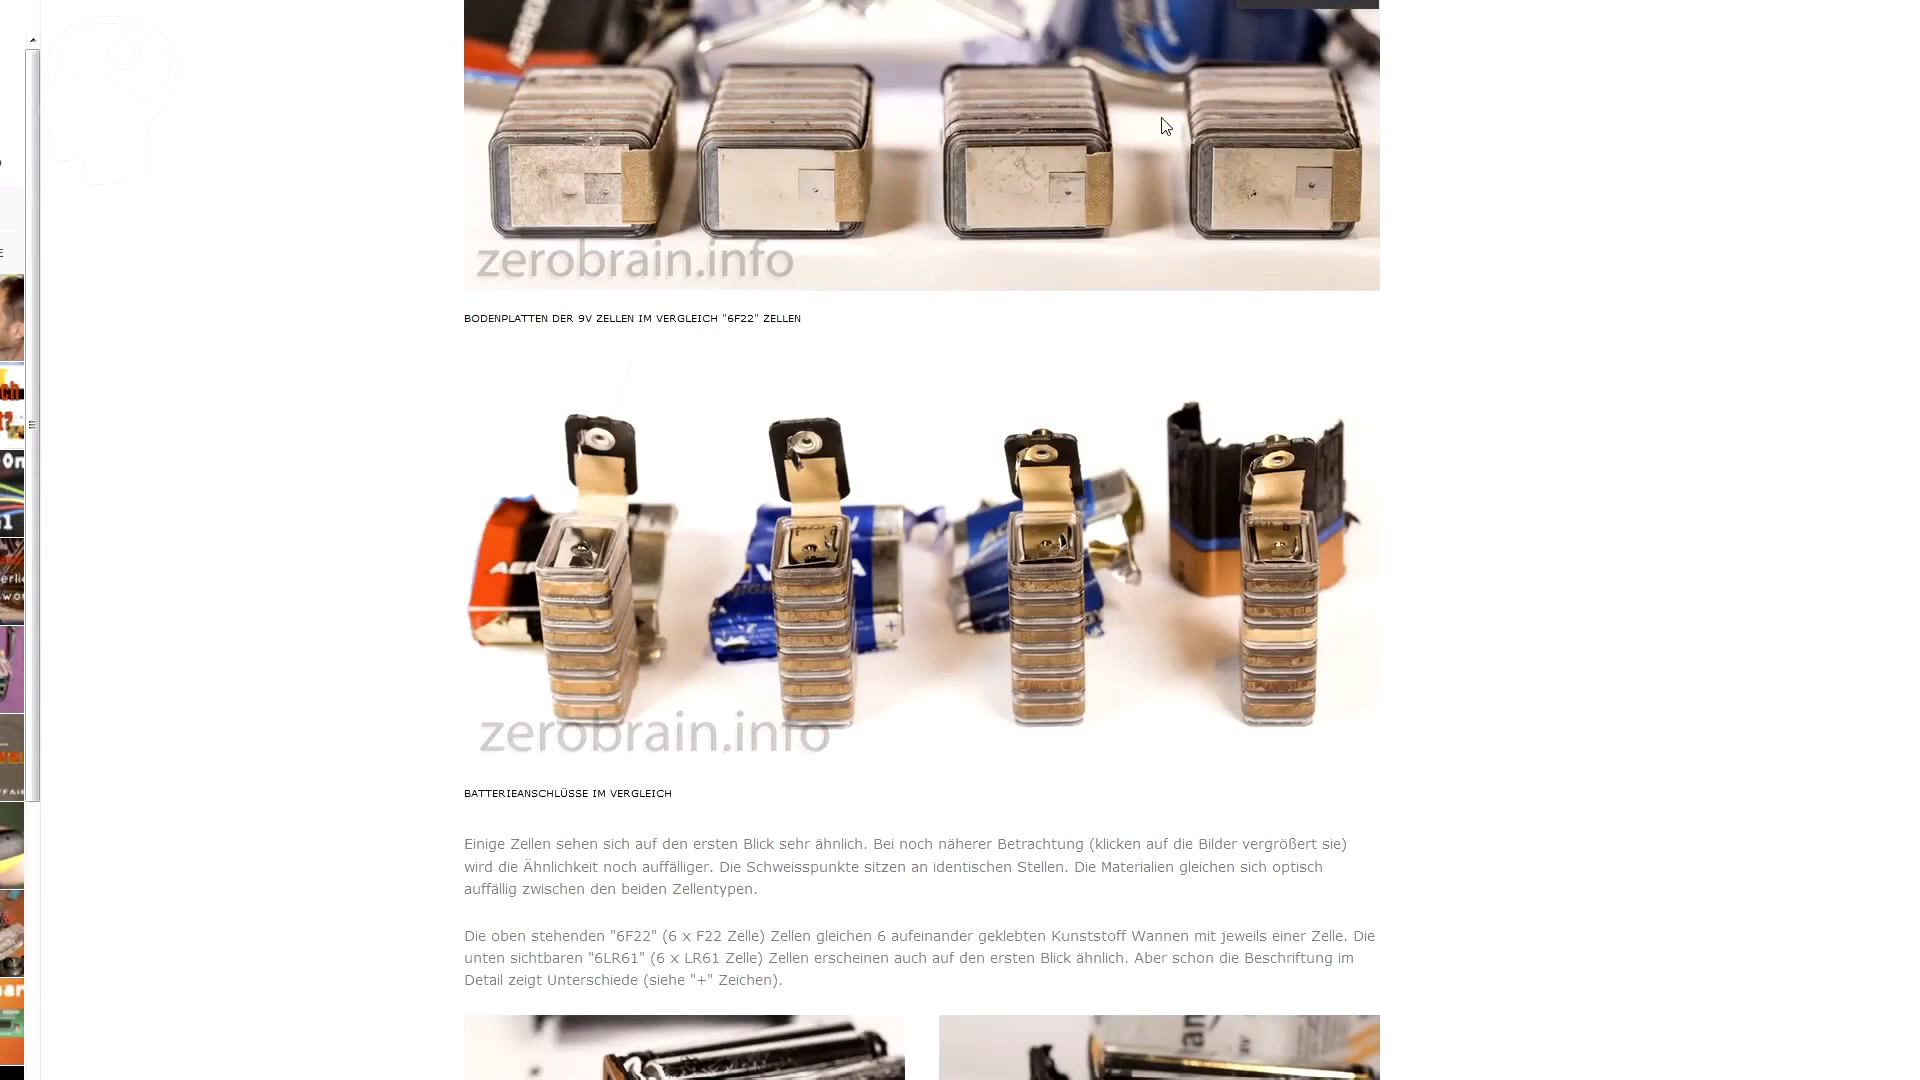 zerobrain.info
BODENPLATTEN DER 9V ZELLEN IM VERGLEICH "6F22" ZELLEN
zerobrain.info
BATTERIEANSCHLÜSSE IM VERGLEICH
Einige Zellen sehen sich auf den ersten Blick sehr ähnlich. Bei noch näherer Betrachtung (klicken auf die Bilder vergrößert sie)
wird die Ähnlichkeit noch auffälliger. Die Schweisspunkte sitzen an identischen Stellen. Die Materialien gleichen sich optisch
auffällig zwischen den beiden Zellentypen.
Die oben stehenden "6F22" (6 x F22 Zelle) Zellen gleichen 6 aufeinander geklebten Kunststoff Wannen mit jeweils einer Zelle. Die
unten sichtbaren "6LR61" (6 x LR61 Zelle) Zellen erscheinen auch auf den ersten Blick ähnlich. Aber schon die Beschriftung im
Detail zeigt Unterschiede (siehe "+" Zeichen).